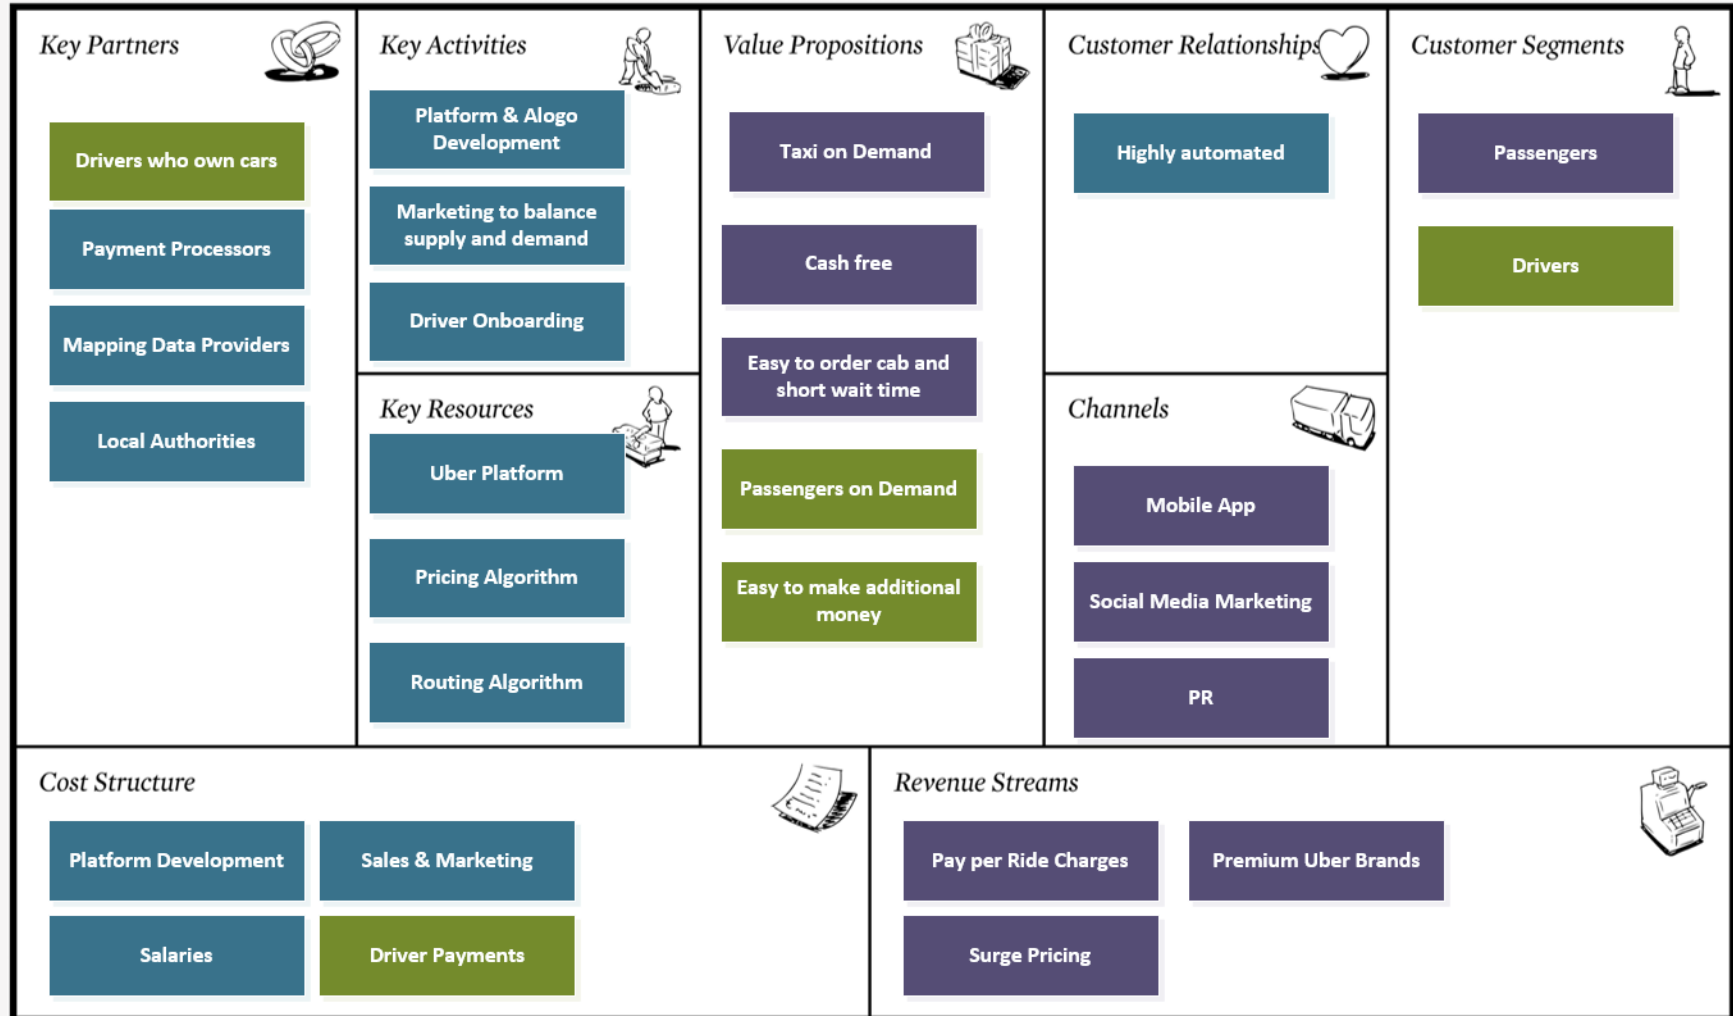 Key Partners
Drivers who own cars
Payment Processors
Mapping Data Providers
Local Authorities
Key Activities
Platform & Alogo
Development
Marketing to balance
supply and demand
Driver Onboarding
Key Resources
Uber Platform
Pricing Algorithm
Routing Algorithm
Value Propositions
Taxi on Demand
Cash free
Easy to order cab and
short wait time
Passengers on Demand
Easy to make additional
money
Customer Relationships
Highly automated
Channels
Mobile App
Social Media Marketing
PR
Customer Segments
Passengers
Drivers
Cost Structure
Platform Development
Sales & Marketing
Salaries
Driver Payments
Revenue Streams
Pay per Ride Charges
Premium Uber Brands
Surge Pricing